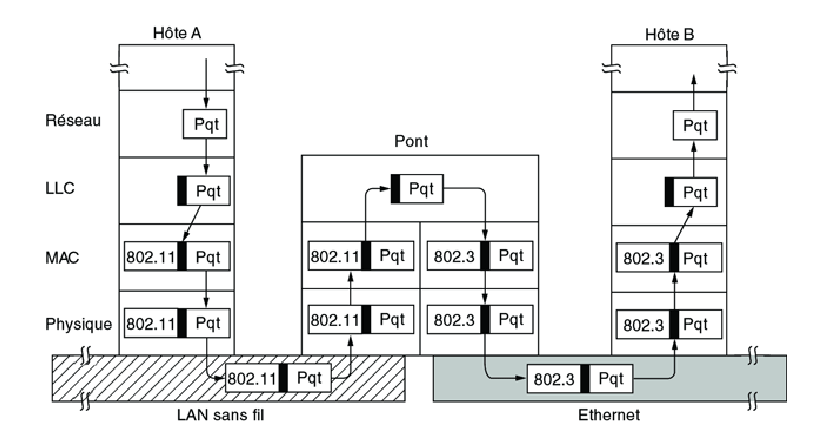 Hôte A
Hôte B
Réseau
Pqt
Pqt
Pont
LLC
Pqt
Pqt
Pqt
MAC
802.11 Pqt
802.11 Pqt
802.3 Pqt
802.3 Pqt
Physique
802.11 Pqt
802.11 Pqt
802.3 Pqt
802.3 Pqt
802.11 Pqt
802.3 Pqt
LAN sans fil
Ethernet